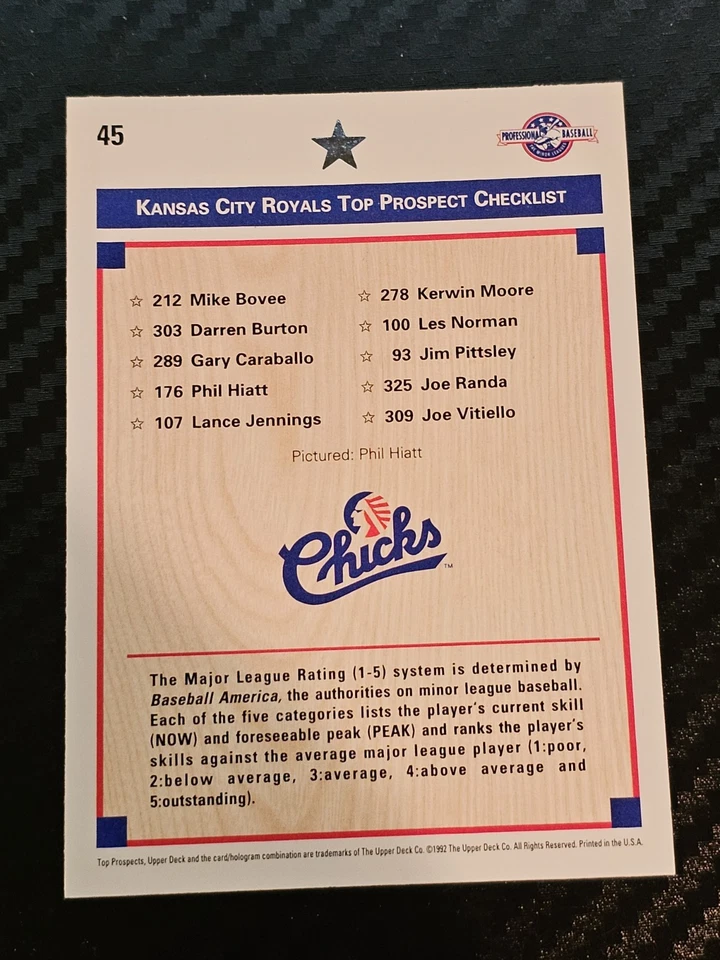 45
PROFESSIONAL BASEBALL
THE MINOR LEAGUES
KANSAS CITY ROYALS TOP PROSPECT CHECKLIST
☆ 212 Mike Bovee
☆ 303 Darren Burton
☆ 289 Gary Caraballo
☆ 176 Phil Hiatt
☆ 107 Lance Jennings
☆ 278 Kerwin Moore
☆ 100 Les Norman
☆ 93 Jim Pittsley
☆ 325 Joe Randa
☆ 309 Joe Vitiello
Pictured: Phil Hiatt
Chicks™
The Major League Rating (1-5) system is determined by
Baseball America, the authorities on minor league baseball.
Each of the five categories lists the player's current skill
(NOW) and foreseeable peak (PEAK) and ranks the player's
skills against the average major league player (1:poor,
2:below average, 3:average, 4:above average and
5:outstanding).
Top Prospects, Upper Deck and the card/hologram combination are trademarks of The Upper Deck Co. ©1992 The Upper Deck Co. All Rights Reserved. Printed in the U.S.A.